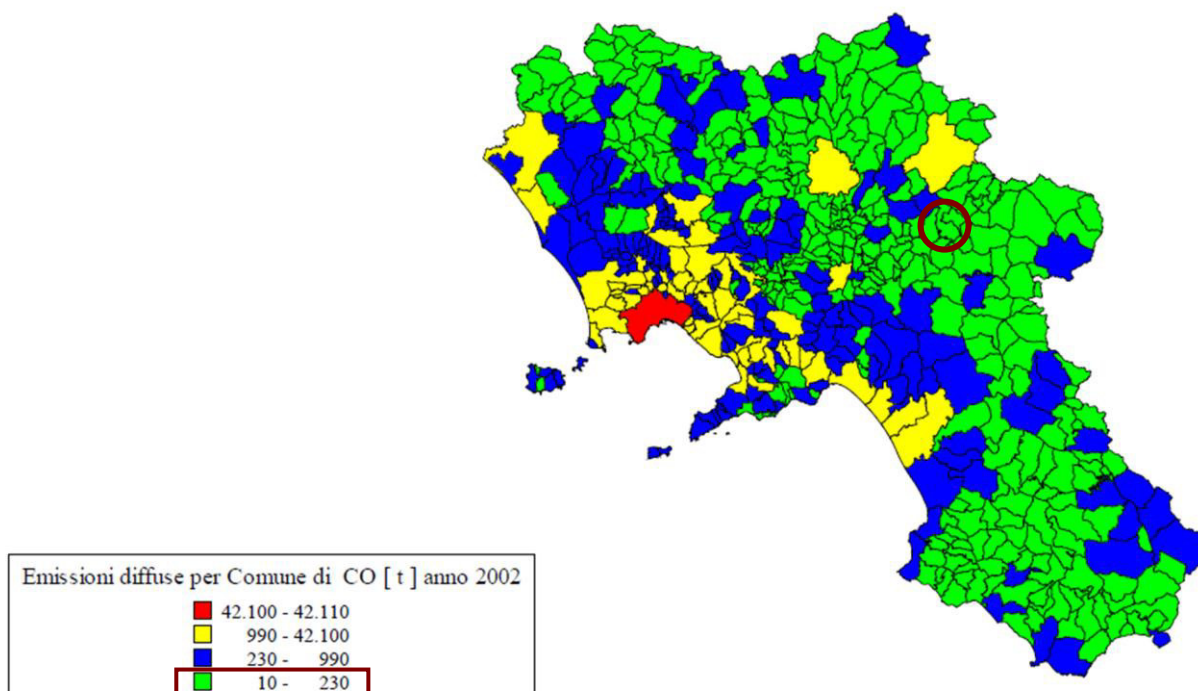 Emissioni diffuse per Comune di CO [ t ] anno 2002
42.100 - 42.110
990 - 42.100
230 - 990
10 - 230